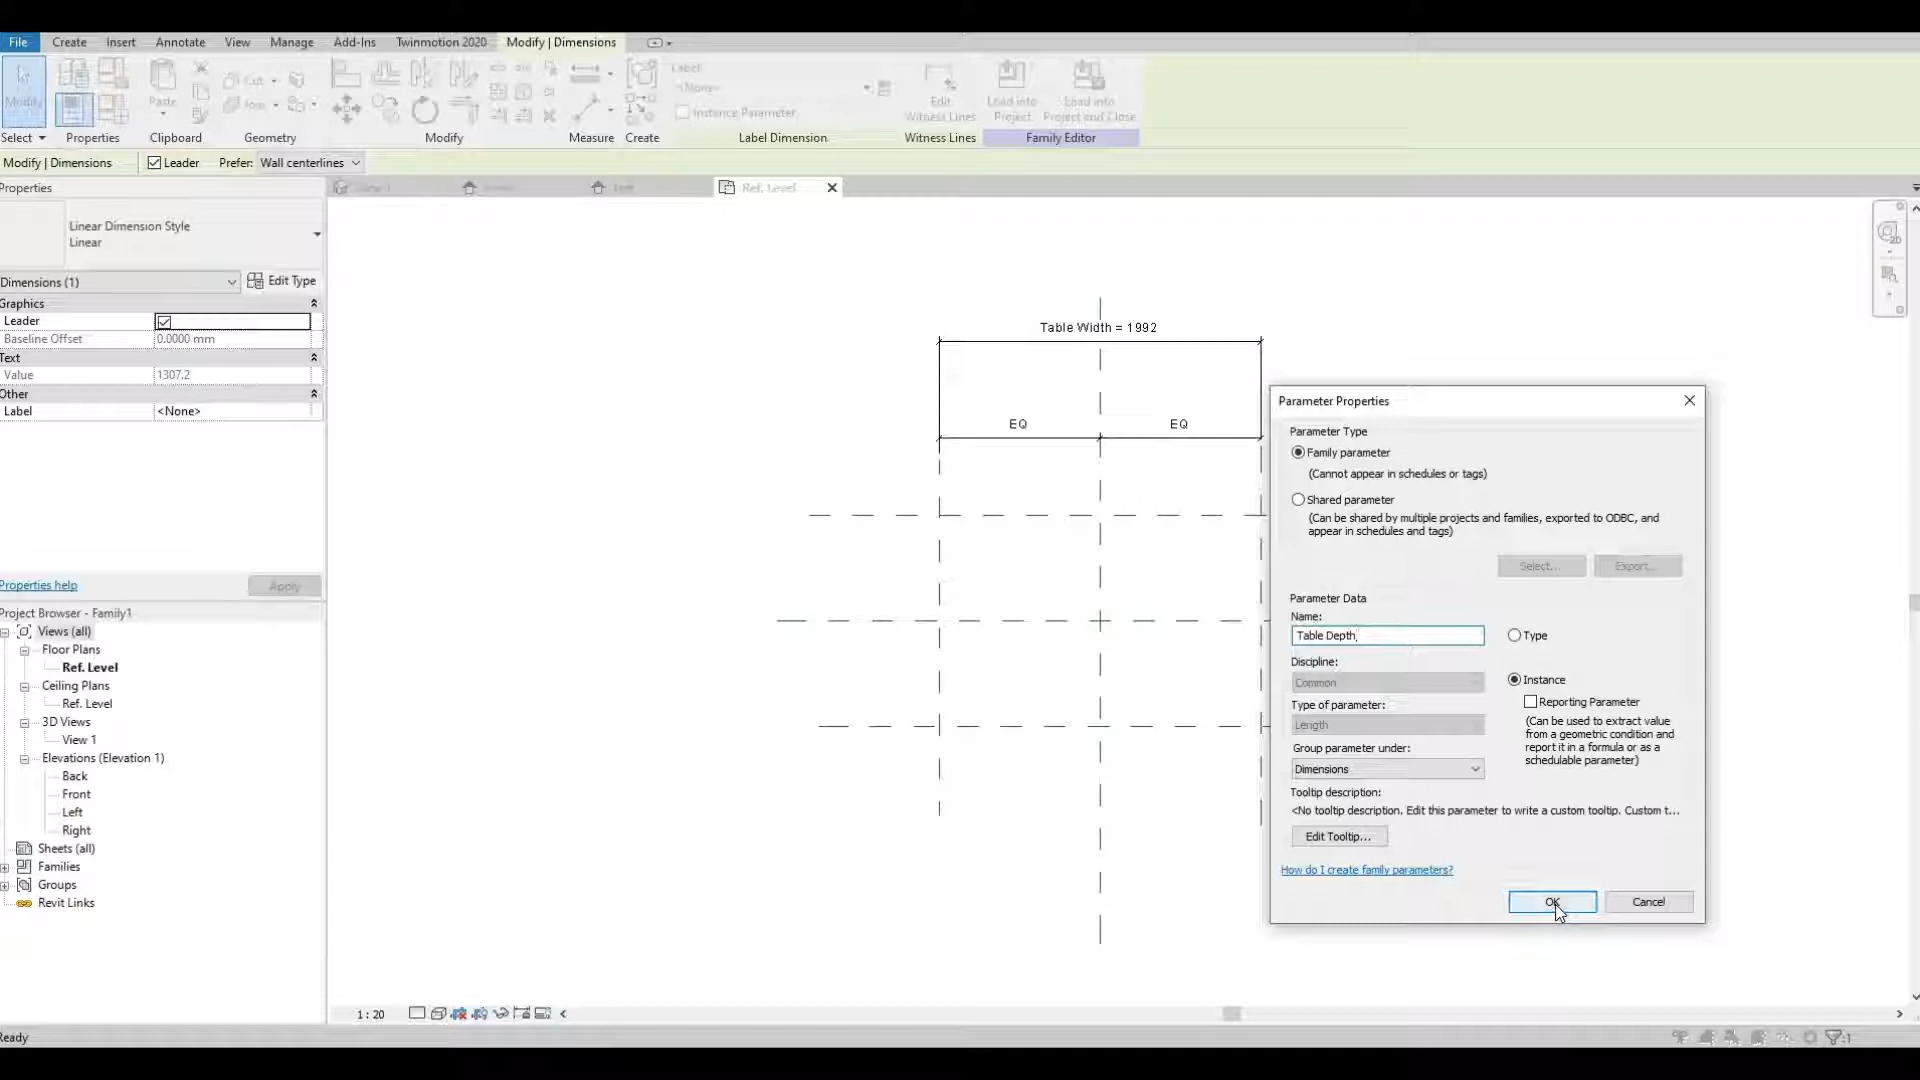 File Create Insert Annotate View Manage Add-Ins Twinmotion 2020 Modify | Dimensions
Modify
Paste
Cut
Join
Label:
<None>
Instance Parameter
Edit
Witness Lines
Load into
Project
Load into
Project and Close
Select Properties Clipboard Geometry Modify Measure Create Label Dimension Witness Lines Family Editor
Modify | Dimensions Leader Prefer: Wall centerlines
Properties
Ref. Level
Linear Dimension Style
Linear
Dimensions (1) Edit Type
Graphics
Leader
Baseline Offset 0.0000 mm
Text
Value 1307.2
Other
Label <None>
Properties help Apply
Project Browser - Family1
Views (all)
Floor Plans
Ref. Level
Ceiling Plans
Ref. Level
3D Views
View 1
Elevations (Elevation 1)
Back
Front
Left
Right
Sheets (all)
Families
Groups
Revit Links
Table Width = 1992
EQ EQ
Parameter Properties
Parameter Type
Family parameter
(Cannot appear in schedules or tags)
Shared parameter
(Can be shared by multiple projects and families, exported to ODBC, and
appear in schedules and tags)
Select... Export...
Parameter Data
Name:
Table Depth
Type
Discipline:
Common
Instance
Reporting Parameter
(Can be used to extract value
from a geometric condition and
report it in a formula or as a
schedulable parameter)
Type of parameter:
Length
Group parameter under:
Dimensions
Tooltip description:
<No tooltip description. Edit this parameter to write a custom tooltip. Custom t...
Edit Tooltip...
How do I create family parameters?
OK Cancel
1 : 20
Ready
:1
2D